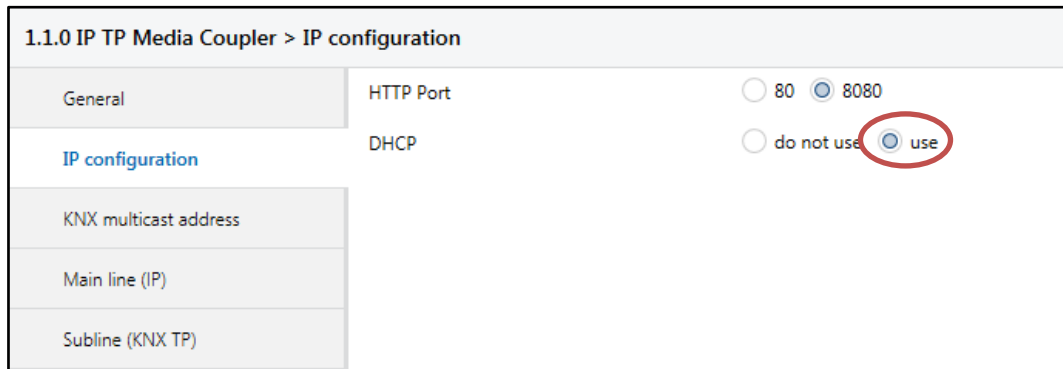 1.1.0 IP TP Media Coupler > IP configuration
General
IP configuration
KNX multicast address
Main line (IP)
Subline (KNX TP)
HTTP Port 80 8080
DHCP do not use use